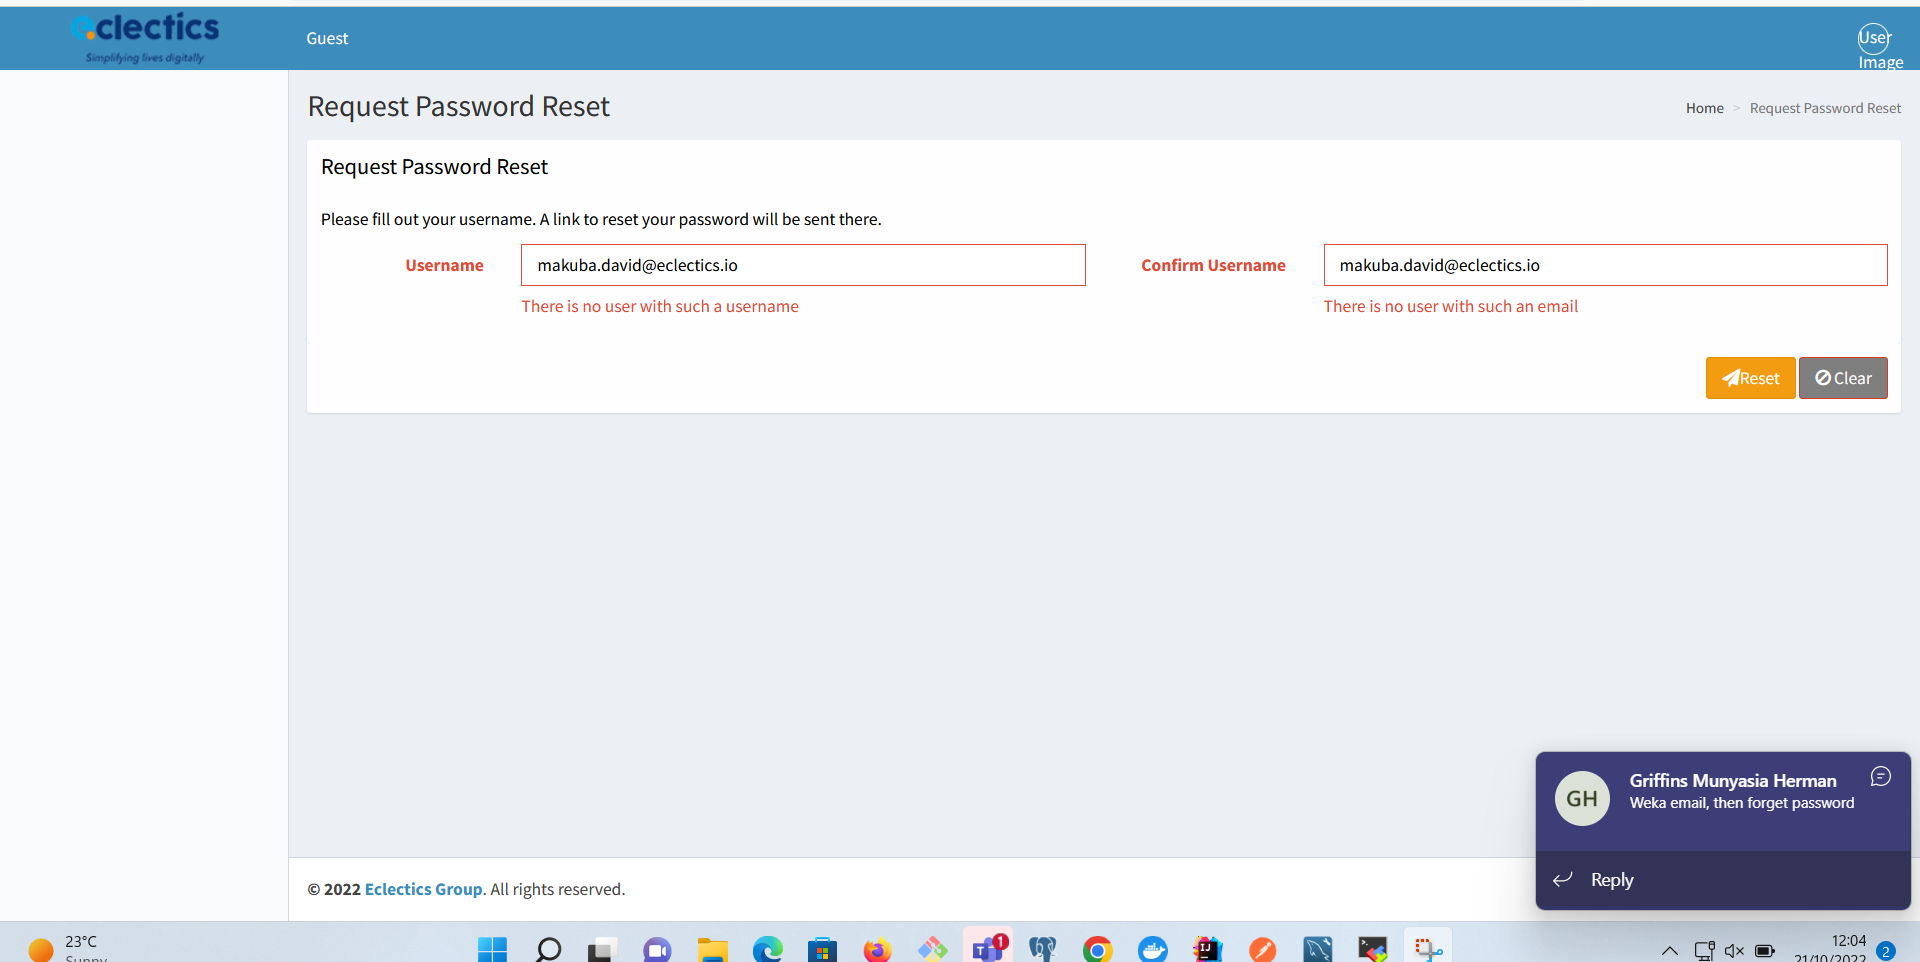 eclectics
Simplifying lives digitally
Guest
User
Image
Request Password Reset
Home > Request Password Reset
Request Password Reset
Please fill out your username. A link to reset your password will be sent there.
Username makuba.david@eclectics.io Confirm Username makuba.david@eclectics.io
There is no user with such a username There is no user with such an email
Reset Clear
GH
Griffins Munyasia Herman
Weka email, then forget password
Reply
© 2022 Eclectics Group. All rights reserved.
23°C
Sunny
1
IJ
12:04
21/10/2022
2